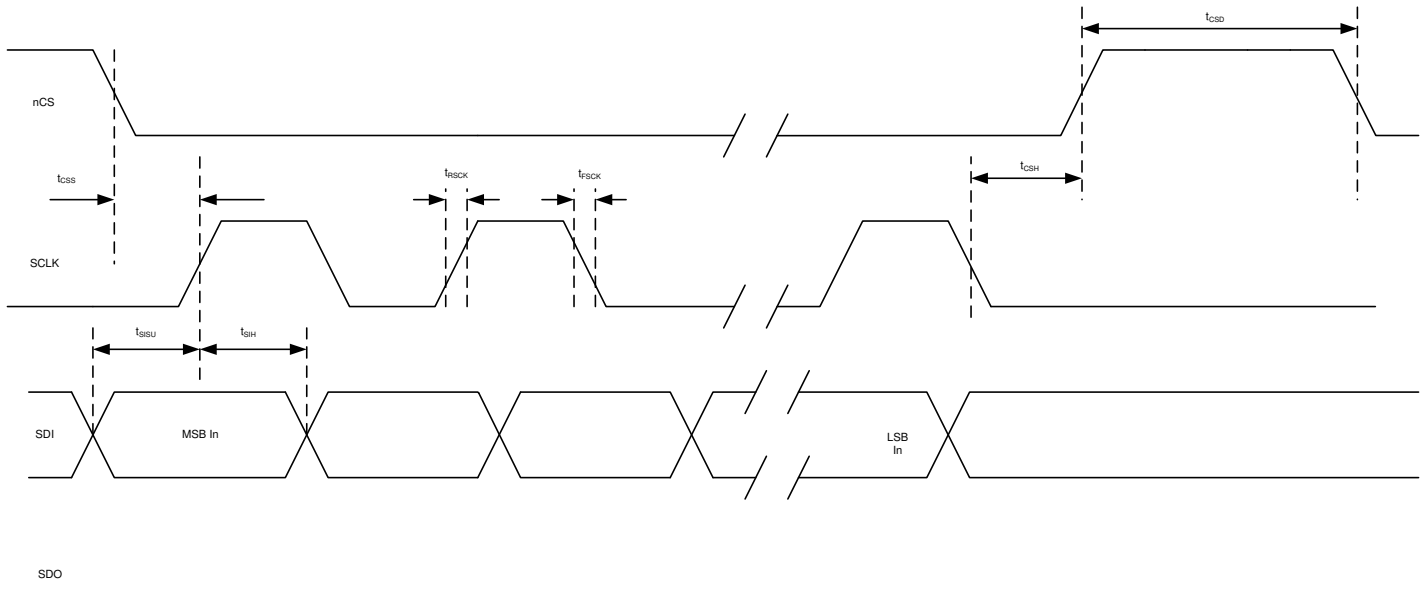 tCSD
nCS
tCSS
tRSCK
tFSCK
tCSH
SCLK
tSISU
tSIH
SDI
MSB In
LSB
In
SDO